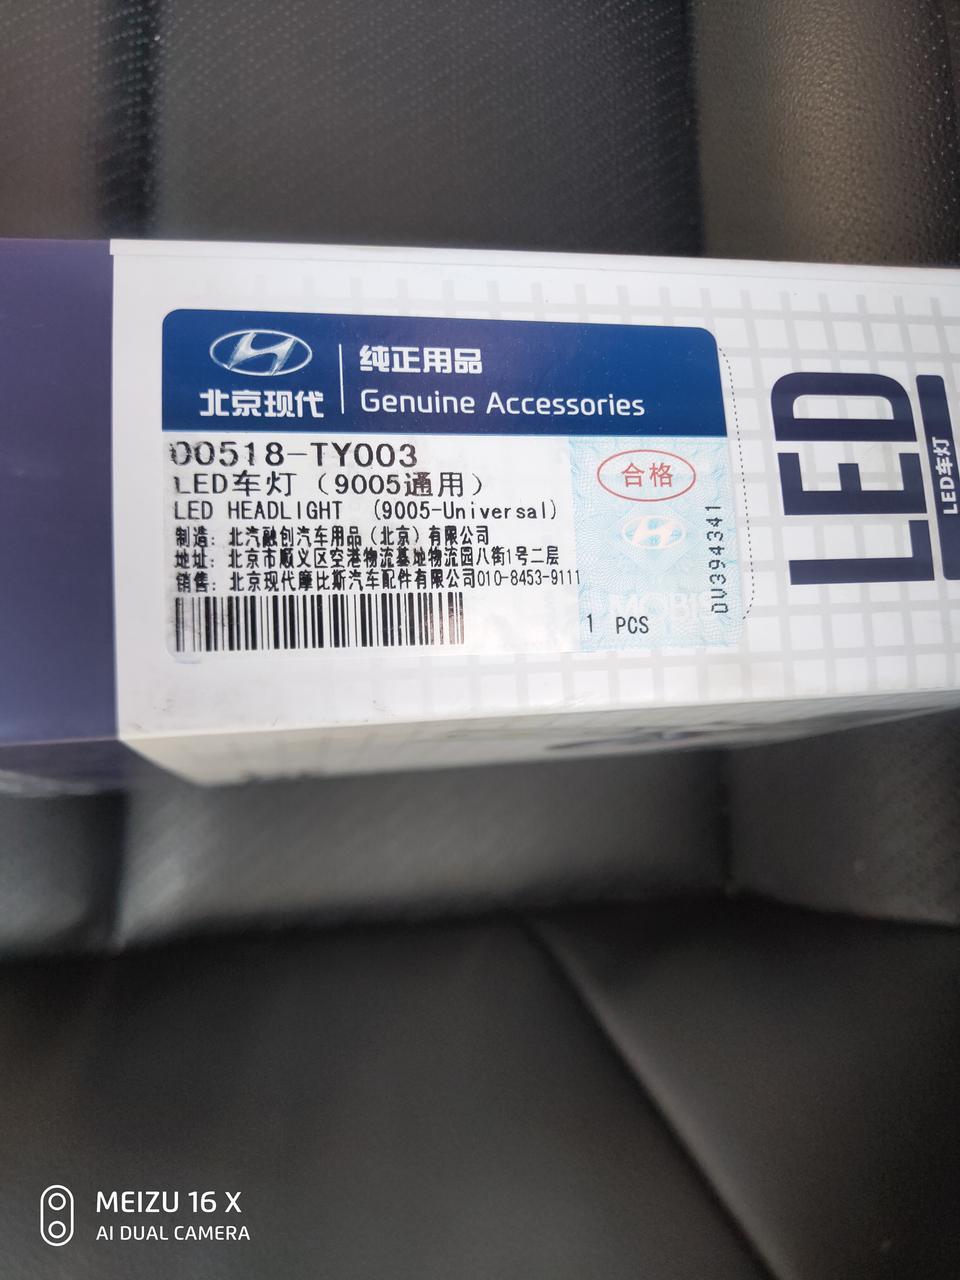 北京现代
纯正用品
Genuine Accessories
00518-TY003
LED车灯（9005通用）
LED HEADLIGHT （9005-Universal）
制造：北汽融创汽车用品（北京）有限公司
地址：北京市顺义区空港物流基地物流园八街1号二层
销售：北京现代摩比斯汽车配件有限公司010-8453-9111
合格
MOBIS
1 PCS
DV394341
LED
LED车灯
MEIZU 16 X
AI DUAL CAMERA